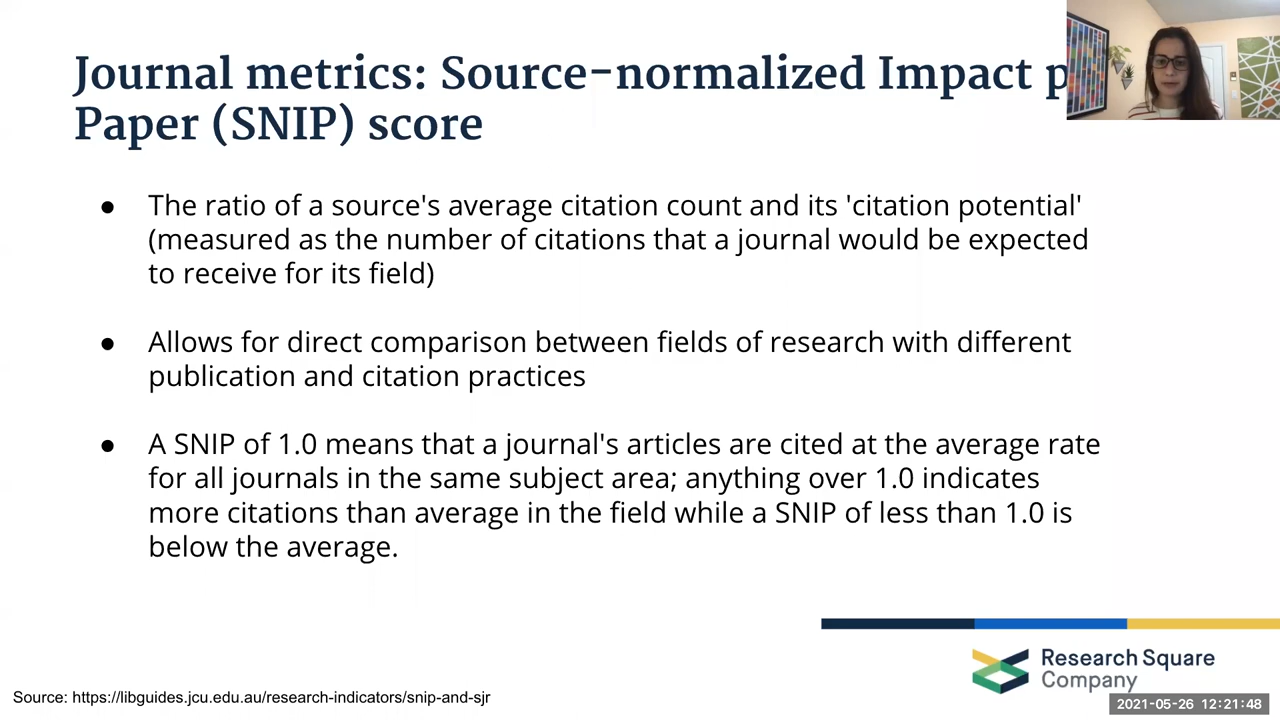 Journal metrics: Source-normalized Impact p
Paper (SNIP) score
● The ratio of a source's average citation count and its 'citation potential'
(measured as the number of citations that a journal would be expected
to receive for its field)
● Allows for direct comparison between fields of research with different
publication and citation practices
● A SNIP of 1.0 means that a journal's articles are cited at the average rate
for all journals in the same subject area; anything over 1.0 indicates
more citations than average in the field while a SNIP of less than 1.0 is
below the average.
Research Square
Company
Source: https://libguides.jcu.edu.au/research-indicators/snip-and-sjr
2021-05-26 12:21:48